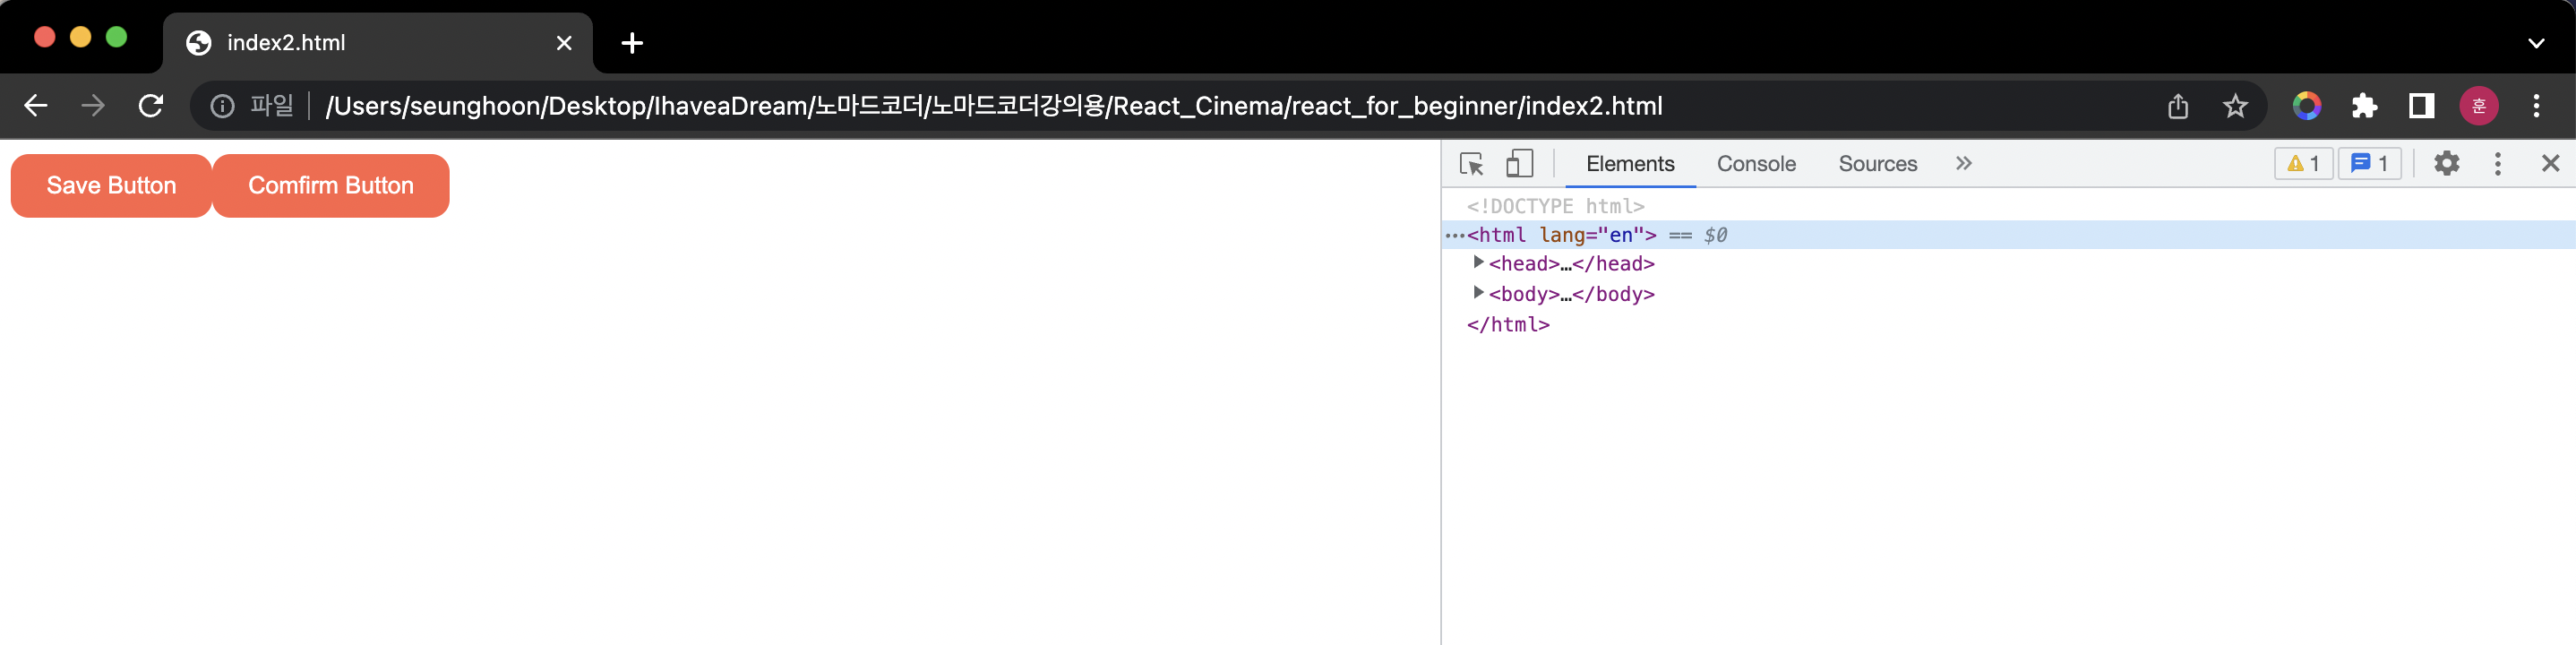 index2.html
파일 /Users/seunghoon/Desktop/IhaveaDream/노마드코더/노마드코더강의용/React_Cinema/react_for_beginner/index2.html 훈
Save Button Comfirm Button
Elements Console Sources 1 1
<!DOCTYPE html>
<html lang="en"> == $0
<head>…</head>
<body>…</body>
</html>